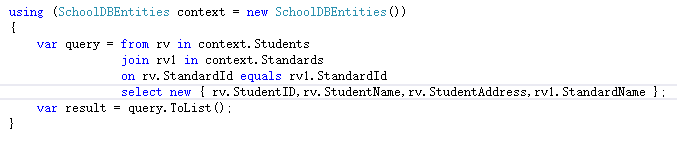 using (SchoolDBEntities context = new SchoolDBEntities())
{
    var query = from rv in context.Students
                join rv1 in context.Standards
                on rv.StandardId equals rv1.StandardId
                select new { rv.StudentID,rv.StudentName,rv.StudentAddress,rv1.StandardName };
    var result = query.ToList();
}